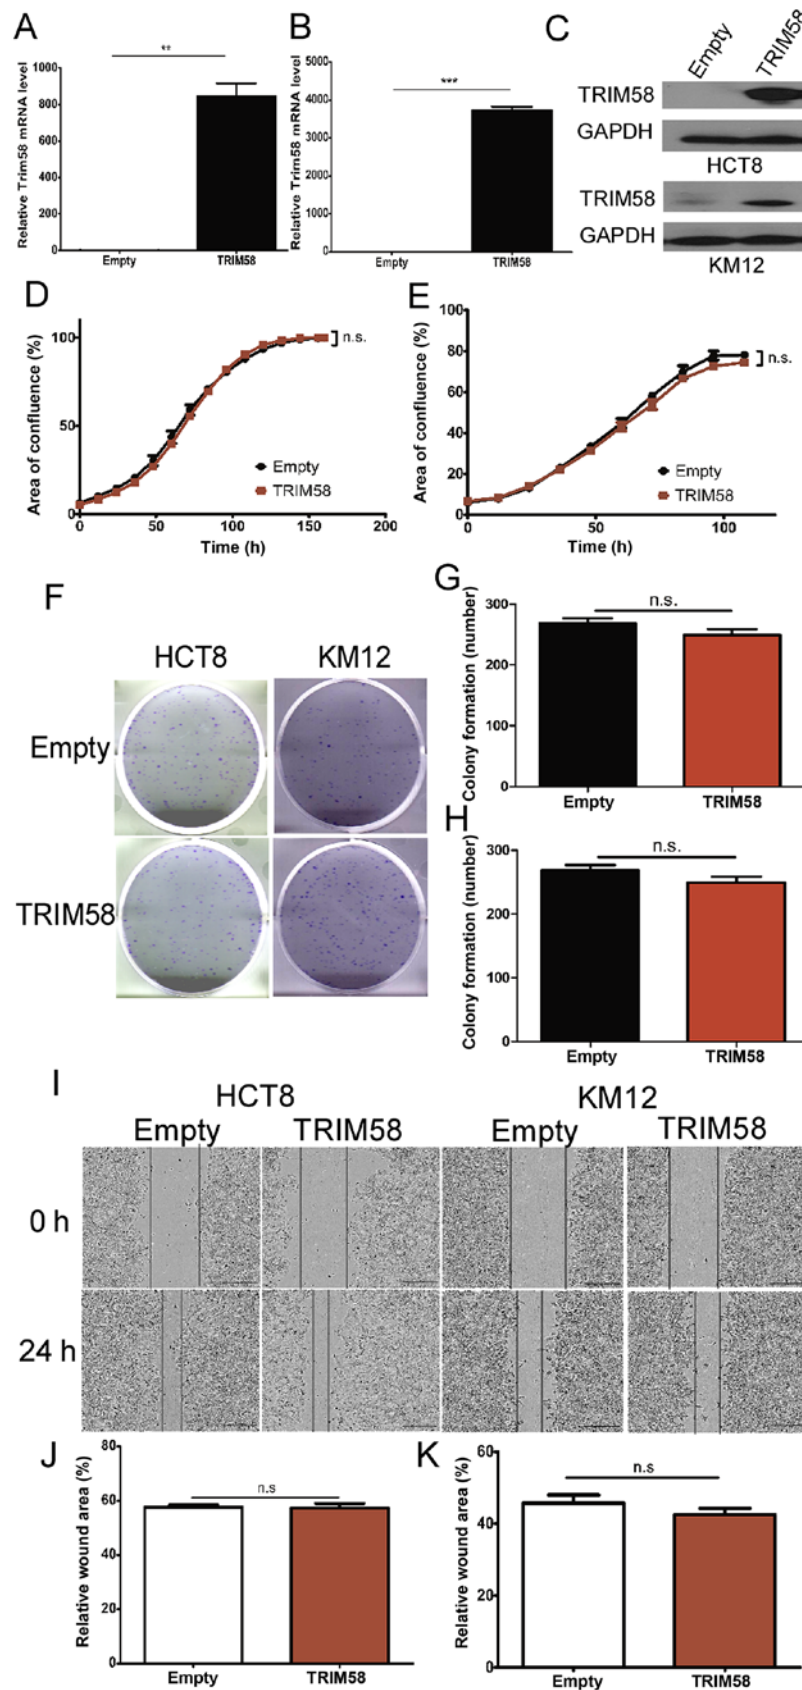 A
**
Relative Trim58 mRNA level
1000
800
600
400
200
0
Empty
TRIM58
B
***
Relative Trim58 mRNA level
5000
4000
3000
2000
1000
0
Empty
TRIM58
C
Empty
TRIM58
TRIM58
GAPDH
HCT8
TRIM58
GAPDH
KM12
D
Area of confluence (%)
100
50
0
n.s.
Empty
TRIM58
0
50
100
150
200
Time (h)
E
Area of confluence (%)
80
60
40
20
0
n.s.
Empty
TRIM58
0
50
100
Time (h)
F
HCT8
KM12
Empty
TRIM58
G
Colony formation (number)
300
200
100
0
n.s.
Empty
TRIM58
H
Colony formation (number)
300
200
100
0
n.s.
Empty
TRIM58
I
HCT8
KM12
Empty
TRIM58
Empty
TRIM58
0 h
24 h
J
Relative wound area (%)
80
60
40
20
0
n.s
Empty
TRIM58
K
Relative wound area (%)
60
40
20
0
n.s
Empty
TRIM58